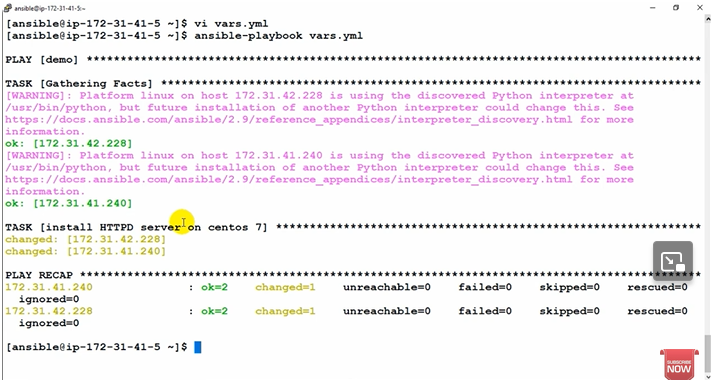 ansible@ip-172-31-41-5:~
[ansible@ip-172-31-41-5 ~]$ vi vars.yml
[ansible@ip-172-31-41-5 ~]$ ansible-playbook vars.yml
PLAY [demo] ****************************************************************************************
TASK [Gathering Facts] *****************************************************************************
[WARNING]: Platform linux on host 172.31.42.228 is using the discovered Python interpreter at
/usr/bin/python, but future installation of another Python interpreter could change this. See
https://docs.ansible.com/ansible/2.9/reference_appendices/interpreter_discovery.html for more
information.
ok: [172.31.42.228]
[WARNING]: Platform linux on host 172.31.41.240 is using the discovered Python interpreter at
/usr/bin/python, but future installation of another Python interpreter could change this. See
https://docs.ansible.com/ansible/2.9/reference_appendices/interpreter_discovery.html for more
information.
ok: [172.31.41.240]
TASK [install HTTPD server on centos 7] ************************************************************
changed: [172.31.42.228]
changed: [172.31.41.240]
PLAY RECAP *****************************************************************************************
172.31.41.240 : ok=2 changed=1 unreachable=0 failed=0 skipped=0 rescued=0
ignored=0
172.31.42.228 : ok=2 changed=1 unreachable=0 failed=0 skipped=0 rescued=0
ignored=0
[ansible@ip-172-31-41-5 ~]$
SUBSCRIBE
NOW